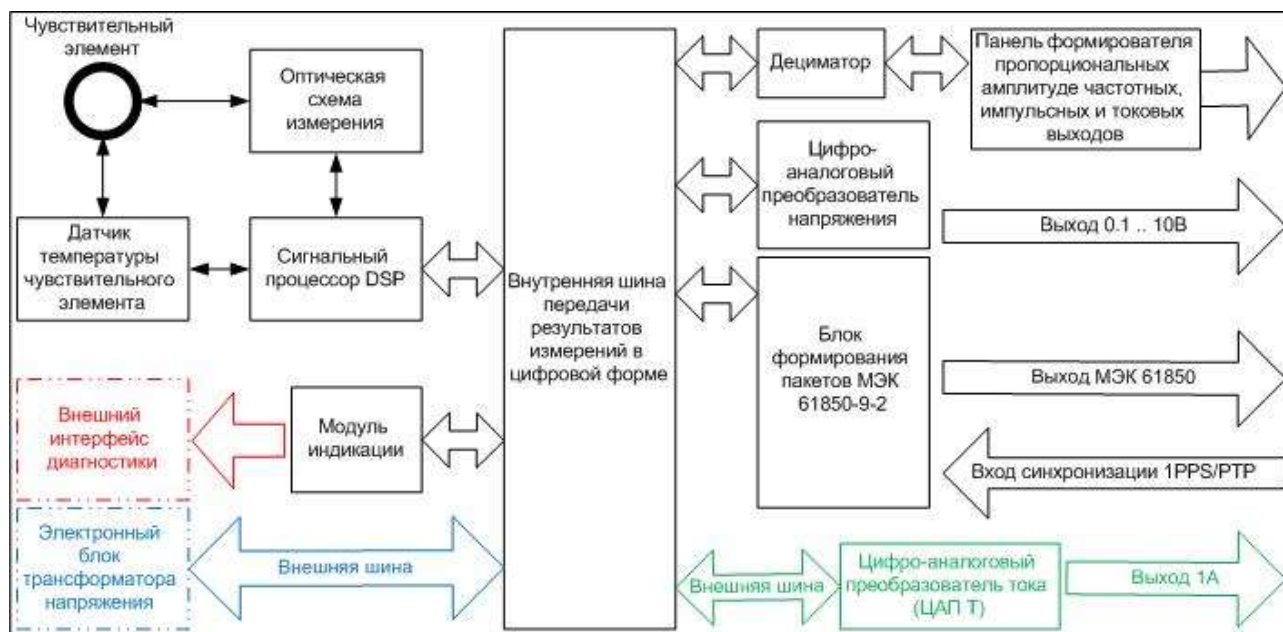 Чувствительный
элемент
Оптическая
схема
измерения
Датчик
температуры
чувствительного
элемента
Сигнальный
процессор DSP
Внешний
интерфейс
диагностики
Модуль
индикации
Электронный
блок
трансформатора
напряжения
Внешняя шина
Внутренняя шина
передачи
результатов
измерений в
цифровой форме
Дециматор
Панель формирователя
пропорциональных
амплитуде частотных,
импульсных и токовых
выходов
Цифро-
аналоговый
преобразователь
напряжения
Выход 0.1 .. 10В
Блок
формирования
пакетов МЭК
61850-9-2
Выход МЭК 61850
Вход синхронизации 1PPS/PTP
Внешняя шина
Цифро-аналоговый
преобразователь тока
(ЦАП Т)
Выход 1А